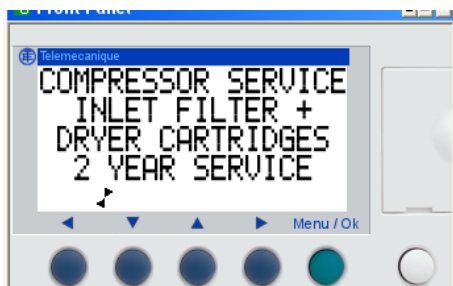 Front Panel
Telemecanique
COMPRESSOR SERVICE
INLET FILTER +
DRYER CARTRIDGES
2 YEAR SERVICE
Menu / Ok